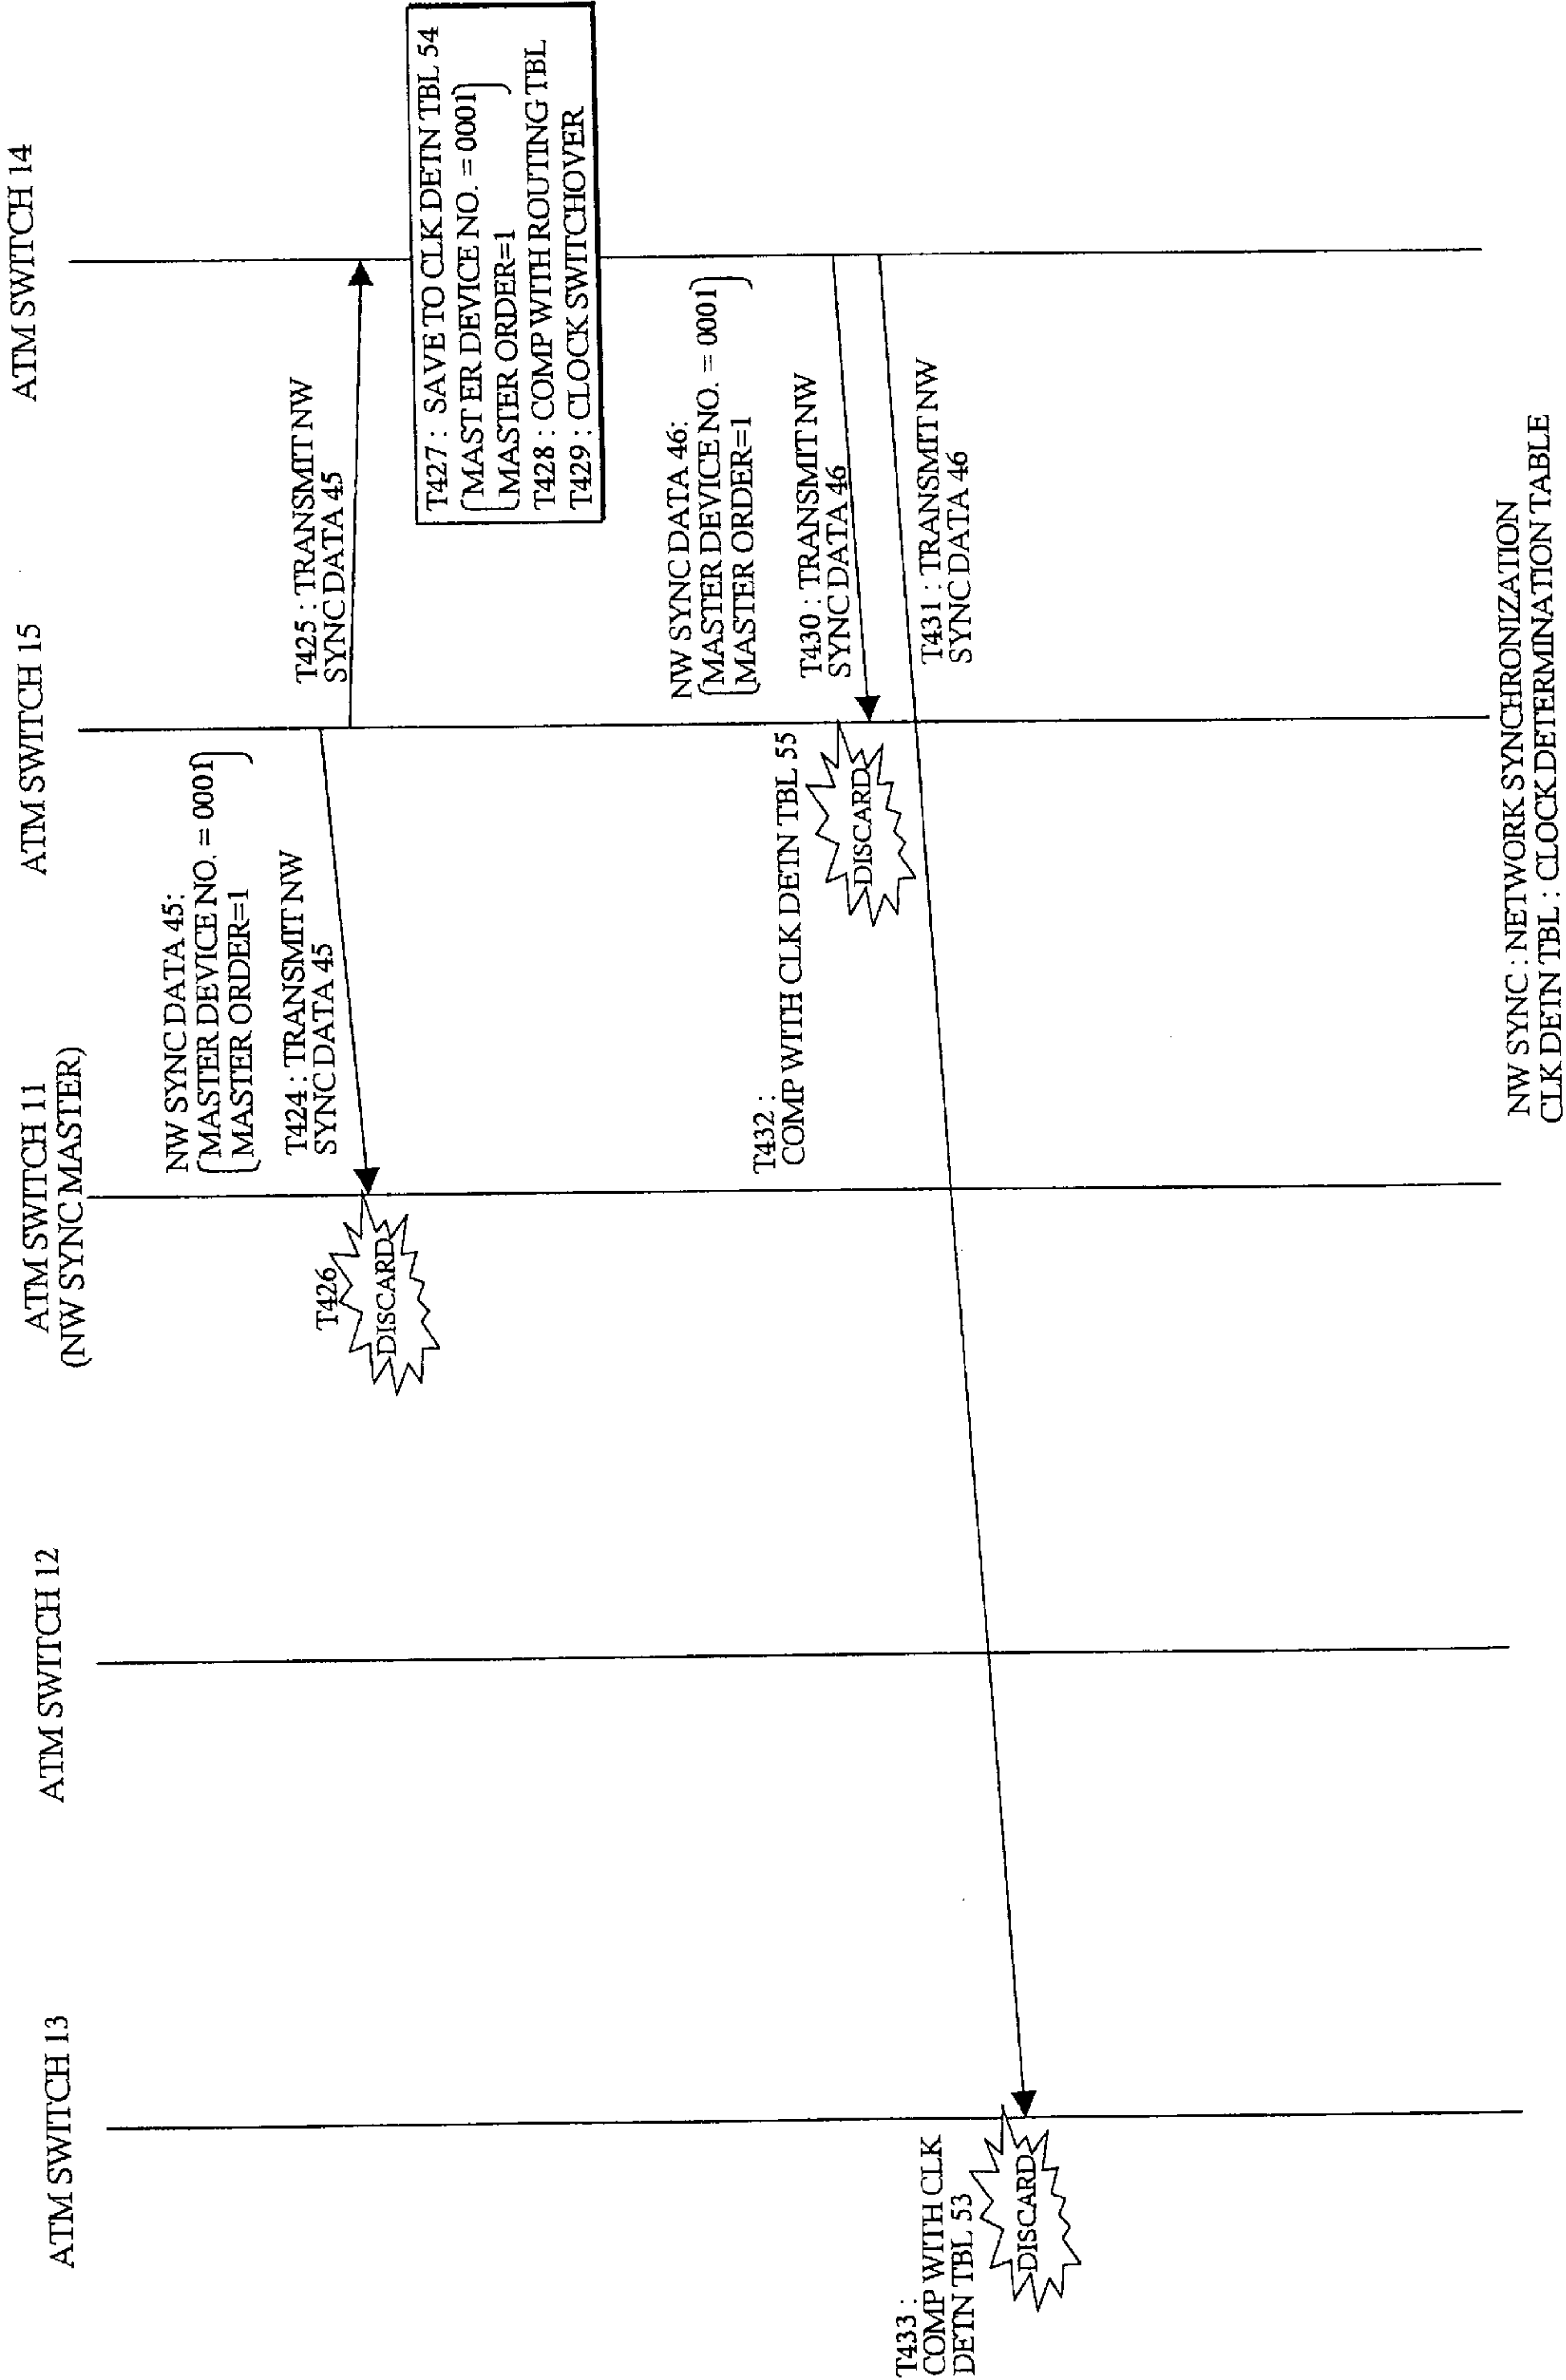 ATM SWITCH 13
ATM SWITCH 12
ATM SWITCH 11
(NW SYNC MASTER)
ATM SWITCH 15
ATM SWITCH 14
NW SYNC DATA 45:
MASTER DEVICE NO. = 0001
MASTER ORDER=1
T424 : TRANSMIT NW
SYNC DATA 45
T425 : TRANSMIT NW
SYNC DATA 45
T426
DISCARD
T427 : SAVE TO CLK DETN TBL 54
MASTER DEVICE NO. = 0001
MASTER ORDER=1
T428 : COMP WITH ROUTING TBL
T429 : CLOCK SWITCHOVER
NW SYNC DATA 46:
MASTER DEVICE NO. = 0001
MASTER ORDER=1
T430 : TRANSMIT NW
SYNC DATA 46
T431 : TRANSMIT NW
SYNC DATA 46
T432 :
COMP WITH CLK DETN TBL 55
DISCARD
T433 :
COMP WITH CLK
DETN TBL 53
DISCARD
NW SYNC : NETWORK SYNCHRONIZATION
CLK DETN TBL : CLOCK DETERMINATION TABLE